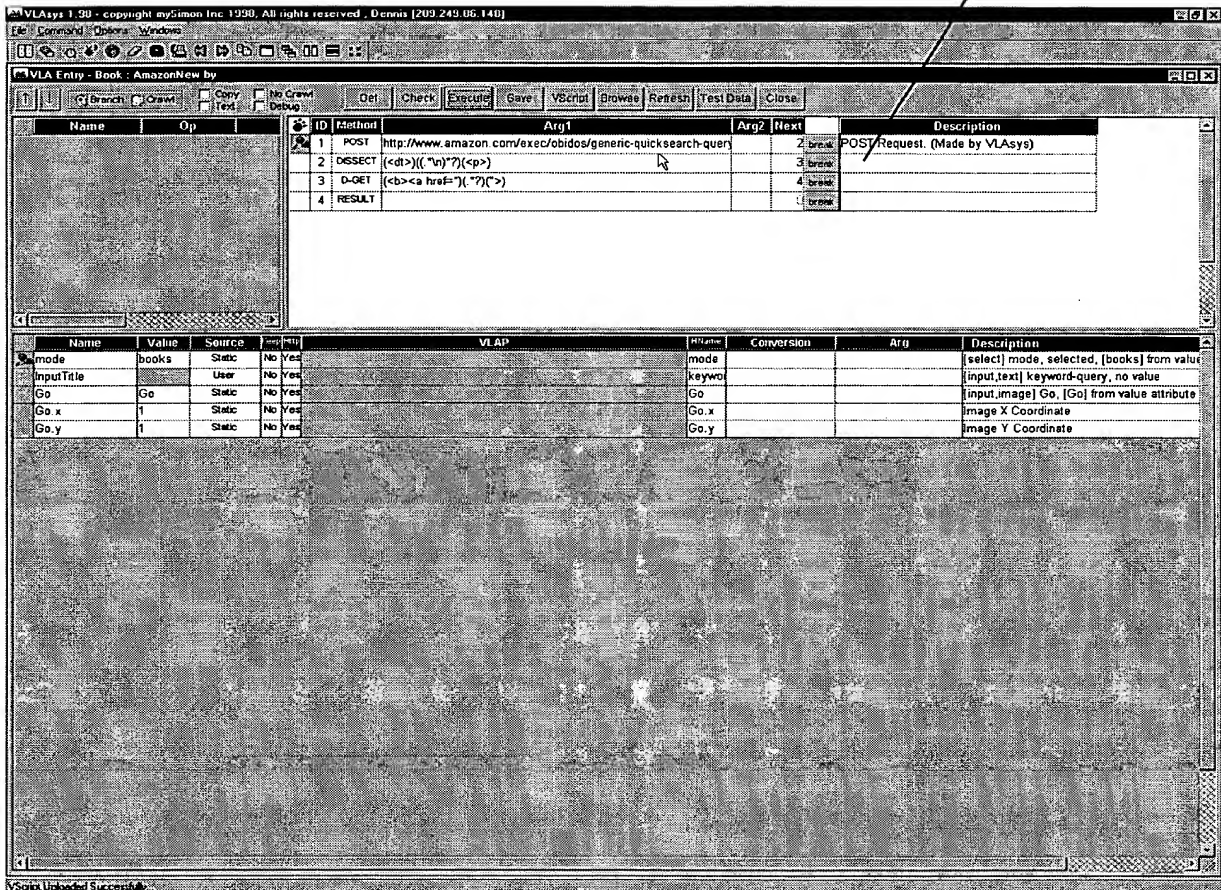 VLAsys 1.98 - copyright mySimon Inc 1998, All rights reserved , Dennis [209.249.86.148]
File Command Options Windows
VLA Entry - Book : AmazonNew by
Branch Crawl Copy Text No Crawl Debug Get Check Execute Save VScript Browse Refresh Test Data Close
Name Op
ID Method Arg1 Arg2 Next Description
1 POST http://www.amazon.com/exec/obidos/generic-quicksearch-query 2 break POST Request. (Made by VLAsys)
2 DISSECT (<dt>)((."\n)"?)(<p>) 3 break
3 D-GET (<b><a href=")(."?)(">) 4 break
4 RESULT break
Name Value Source Keep Http VLAP HName Conversion Arg Description
mode books Static No Yes mode [select] mode, selected, [books] from value
InputTitle User No Yes keywor [input,text] keyword-query, no value
Go Go Static No Yes Go [input,image] Go, [Go] from value attribute
Go.x 1 Static No Yes Go.x Image X Coordinate
Go.y 1 Static No Yes Go.y Image Y Coordinate
VScript Uploaded Successfully